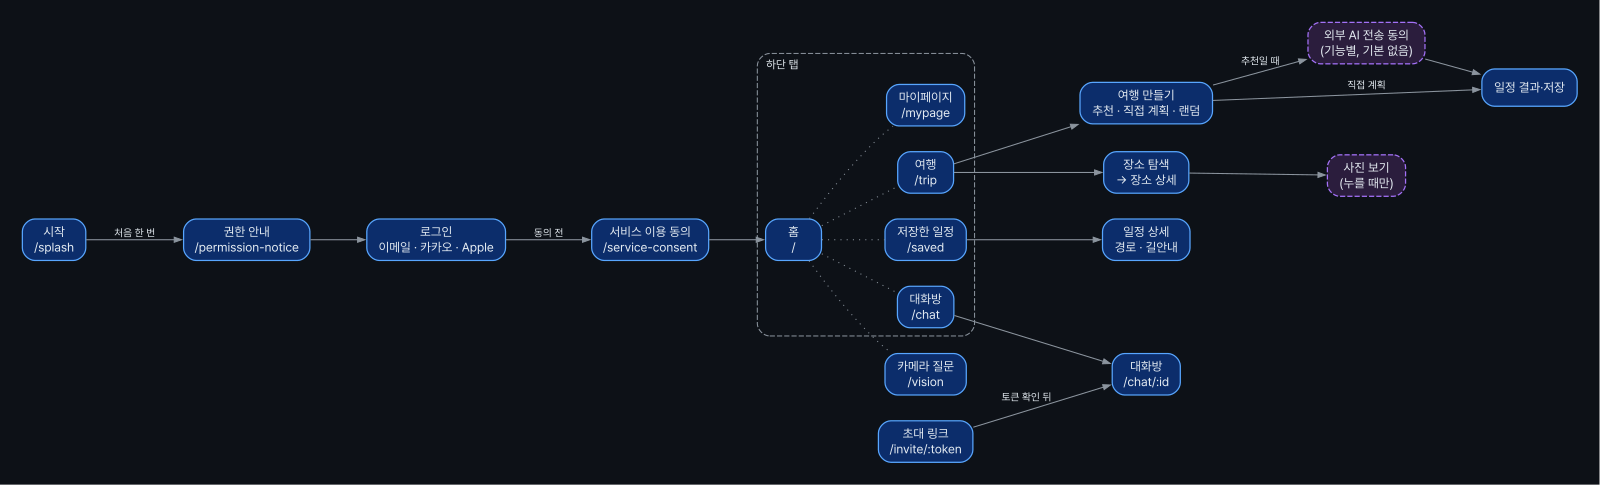 시작
/splash
처음 한 번
권한 안내
/permission-notice
로그인
이메일 · 카카오 · Apple
동의 전
서비스 이용 동의
/service-consent
하단 탭
홈
/
마이페이지
/mypage
여행
/trip
저장한 일정
/saved
대화방
/chat
카메라 질문
/vision
초대 링크
/invite/:token
여행 만들기
추천 · 직접 계획 · 랜덤
장소 탐색
→ 장소 상세
일정 상세
경로 · 길안내
토큰 확인 뒤
대화방
/chat/:id
추천일 때
외부 AI 전송 동의
(기능별, 기본 없음)
직접 계획
일정 결과·저장
사진 보기
(누를 때만)